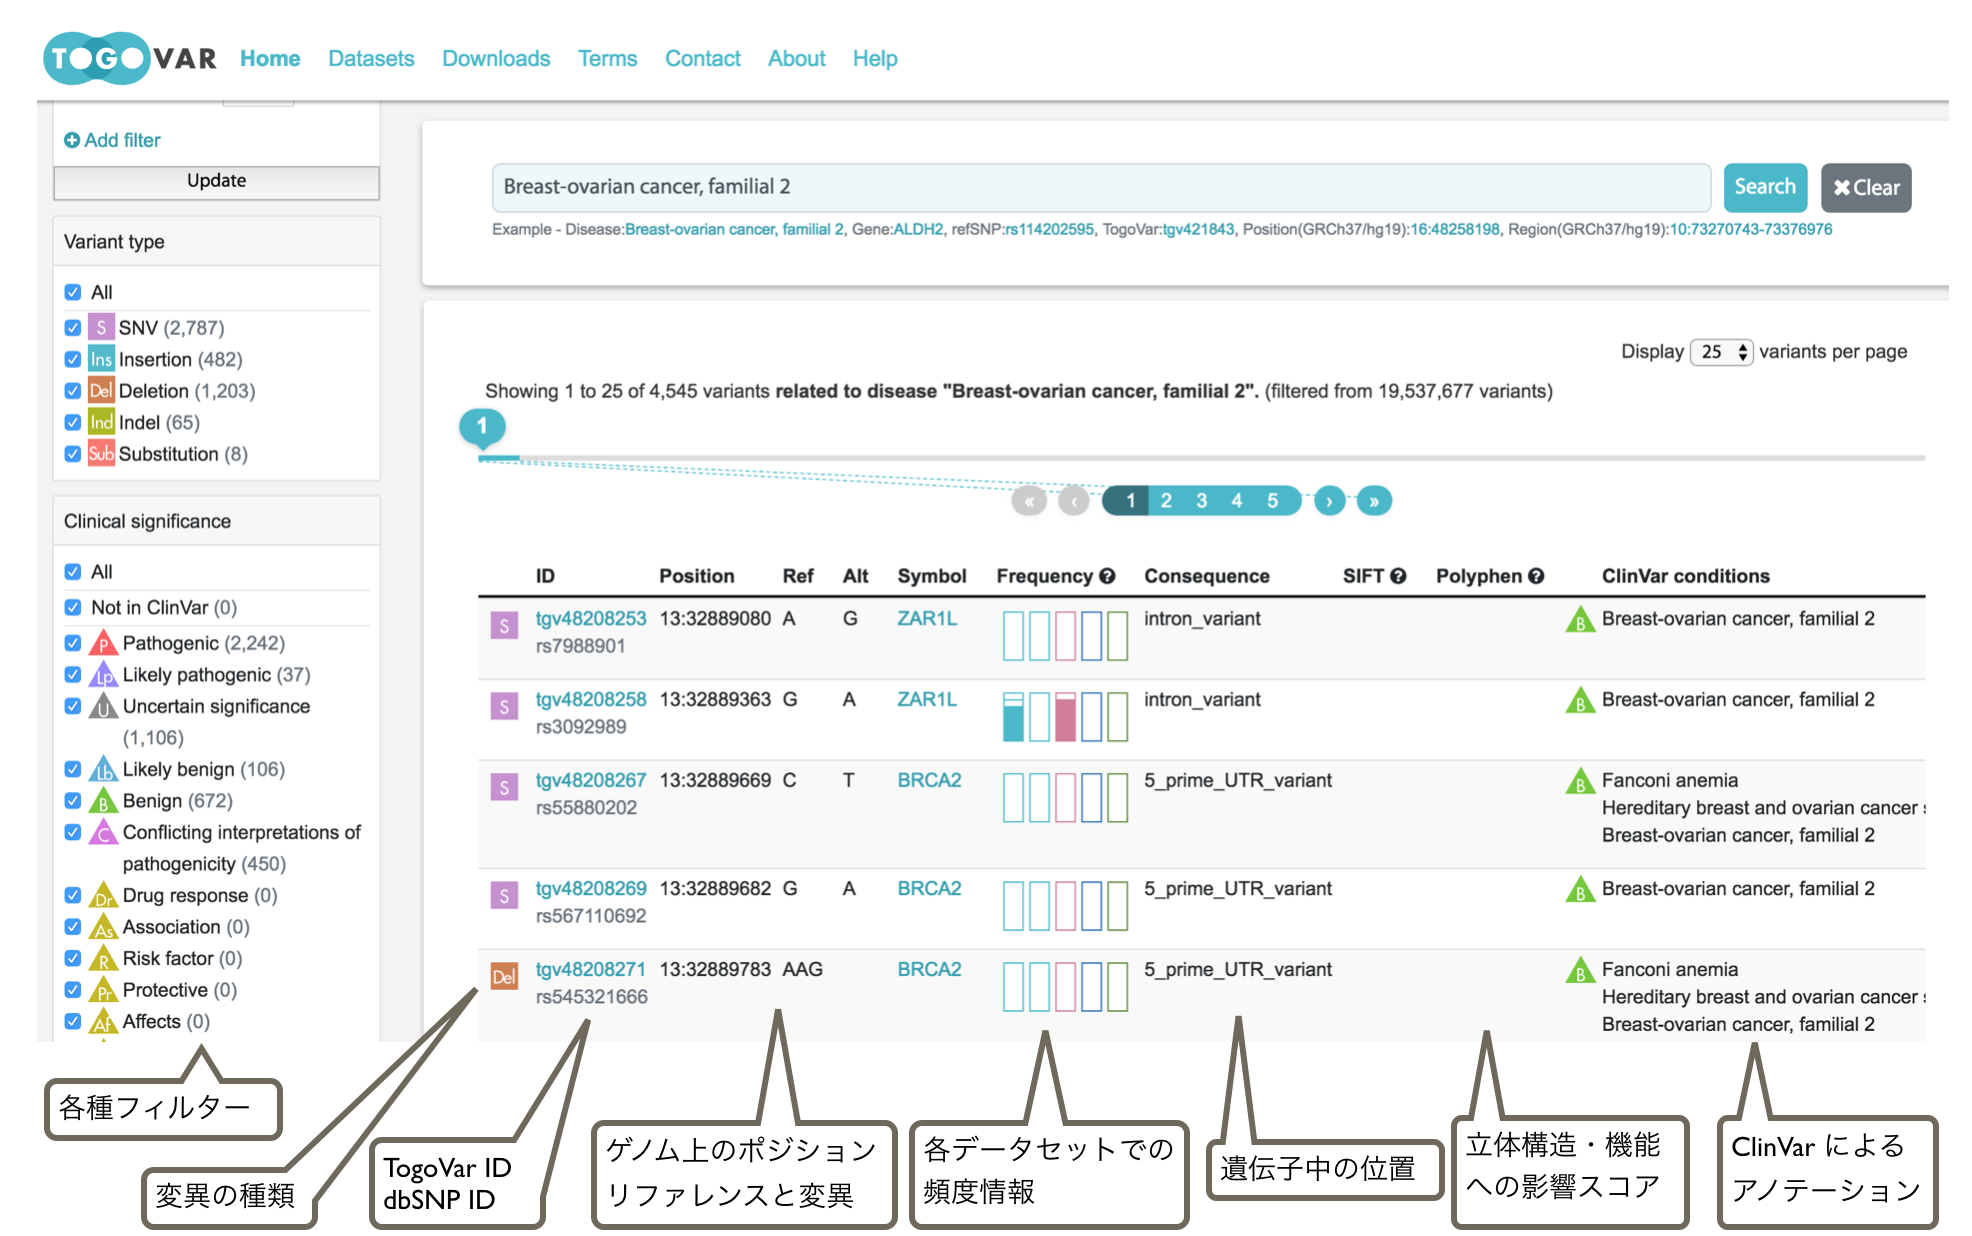 TOGOVAR Home Datasets Downloads Terms Contact About Help
Add filter
Update
Variant type
All
S SNV (2,787)
Ins Insertion (482)
Del Deletion (1,203)
Ind Indel (65)
Sub Substitution (8)
Clinical significance
All
Not in ClinVar (0)
P Pathogenic (2,242)
Lp Likely pathogenic (37)
U Uncertain significance
(1,106)
Lb Likely benign (106)
B Benign (672)
C Conflicting interpretations of
pathogenicity (450)
Dr Drug response (0)
As Association (0)
R Risk factor (0)
Pr Protective (0)
Af Affects (0)
Breast-ovarian cancer, familial 2 Search Clear
Example - Disease:Breast-ovarian cancer, familial 2, Gene:ALDH2, refSNP:rs114202595, TogoVar:tgv421843, Position(GRCh37/hg19):16:48258198, Region(GRCh37/hg19):10:73270743-73376976
Display 25 variants per page
Showing 1 to 25 of 4,545 variants related to disease "Breast-ovarian cancer, familial 2". (filtered from 19,537,677 variants)
1
« ‹ 1 2 3 4 5 › »
ID Position Ref Alt Symbol Frequency ? Consequence SIFT ? Polyphen ? ClinVar conditions
S tgv48208253 13:32889080 A G ZAR1L intron_variant B Breast-ovarian cancer, familial 2
rs7988901
S tgv48208258 13:32889363 G A ZAR1L intron_variant B Breast-ovarian cancer, familial 2
rs3092989
S tgv48208267 13:32889669 C T BRCA2 5_prime_UTR_variant B Fanconi anemia
rs55880202 Hereditary breast and ovarian cancer
Breast-ovarian cancer, familial 2
S tgv48208269 13:32889682 G A BRCA2 5_prime_UTR_variant B Breast-ovarian cancer, familial 2
rs567110692
Del tgv48208271 13:32889783 AAG BRCA2 5_prime_UTR_variant B Fanconi anemia
rs545321666 Hereditary breast and ovarian cancer
Breast-ovarian cancer, familial 2
各種フィルター
変異の種類
TogoVar ID
dbSNP ID
ゲノム上のポジション
リファレンスと変異
各データセットでの
頻度情報
遺伝子中の位置
立体構造・機能
への影響スコア
ClinVar による
アノテーション